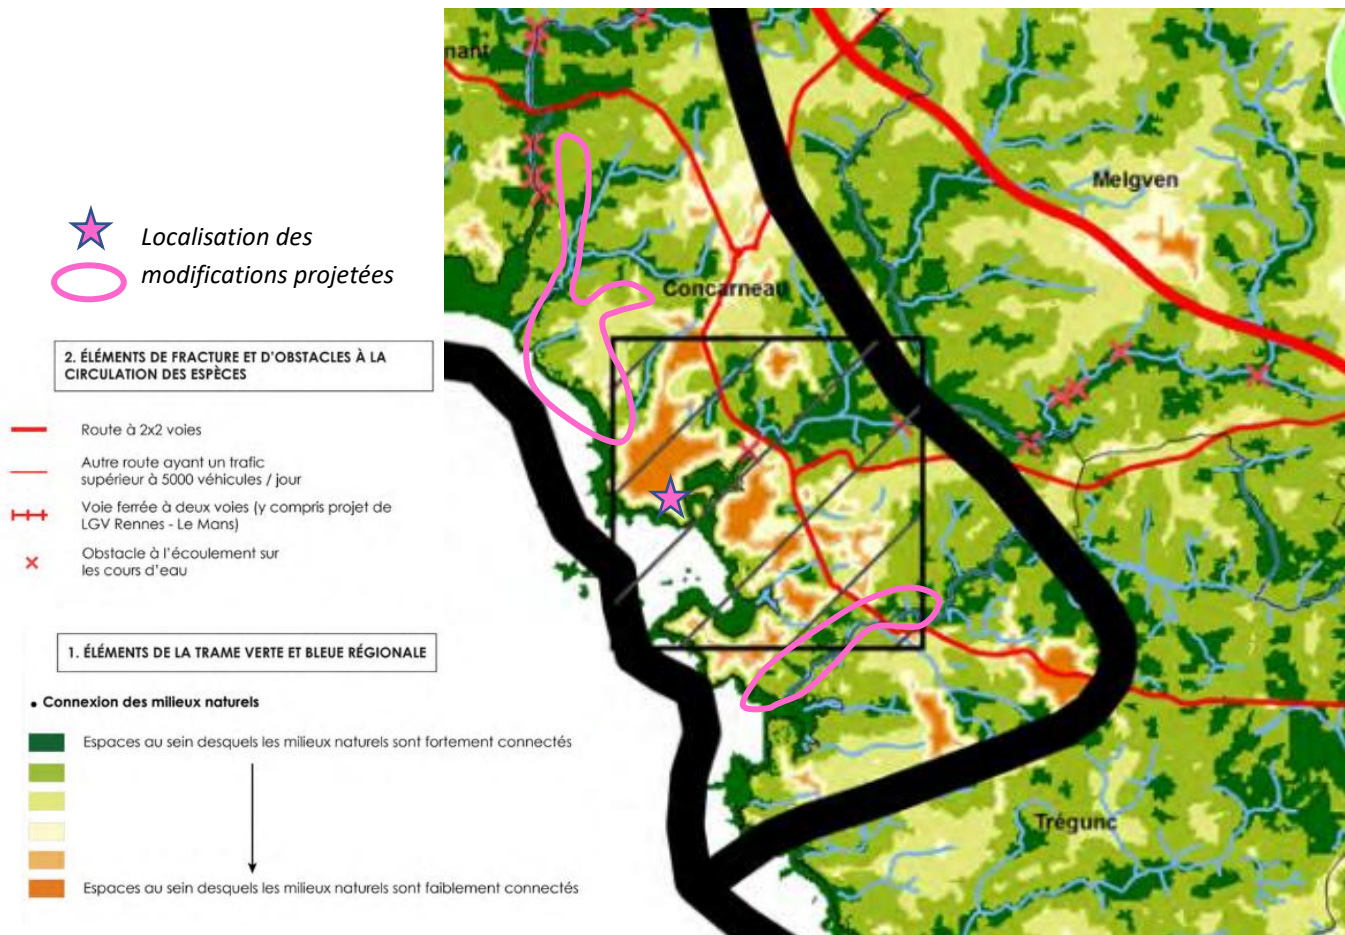 Localisation des
modifications projetées
2. ÉLÉMENTS DE FRACTURE ET D'OBSTACLES À LA
CIRCULATION DES ESPÈCES
Route à 2x2 voies
Autre route ayant un trafic
supérieur à 5000 véhicules / jour
Voie ferrée à deux voies (y compris projet de
LGV Rennes - Le Mans)
Obstacle à l'écoulement sur
les cours d'eau
1. ÉLÉMENTS DE LA TRAME VERTE ET BLEUE RÉGIONALE
• Connexion des milieux naturels
Espaces au sein desquels les milieux naturels sont fortement connectés
Espaces au sein desquels les milieux naturels sont faiblement connectés
nant
Melgven
Concarneau
Trégunc